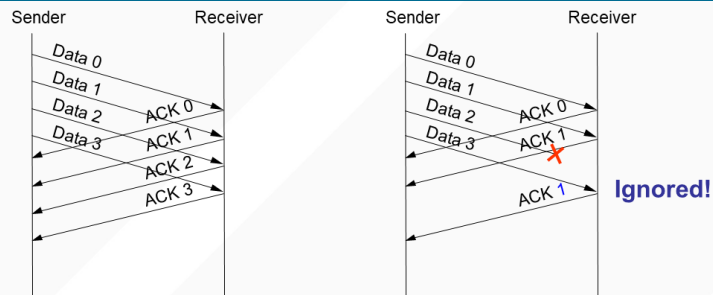 Sender
Receiver
Data 0
Data 1
Data 2
Data 3
ACK 0
ACK 1
ACK 2
ACK 3
Sender
Receiver
Data 0
Data 1
Data 2
Data 3
ACK 0
ACK 1
ACK 1
Ignored!